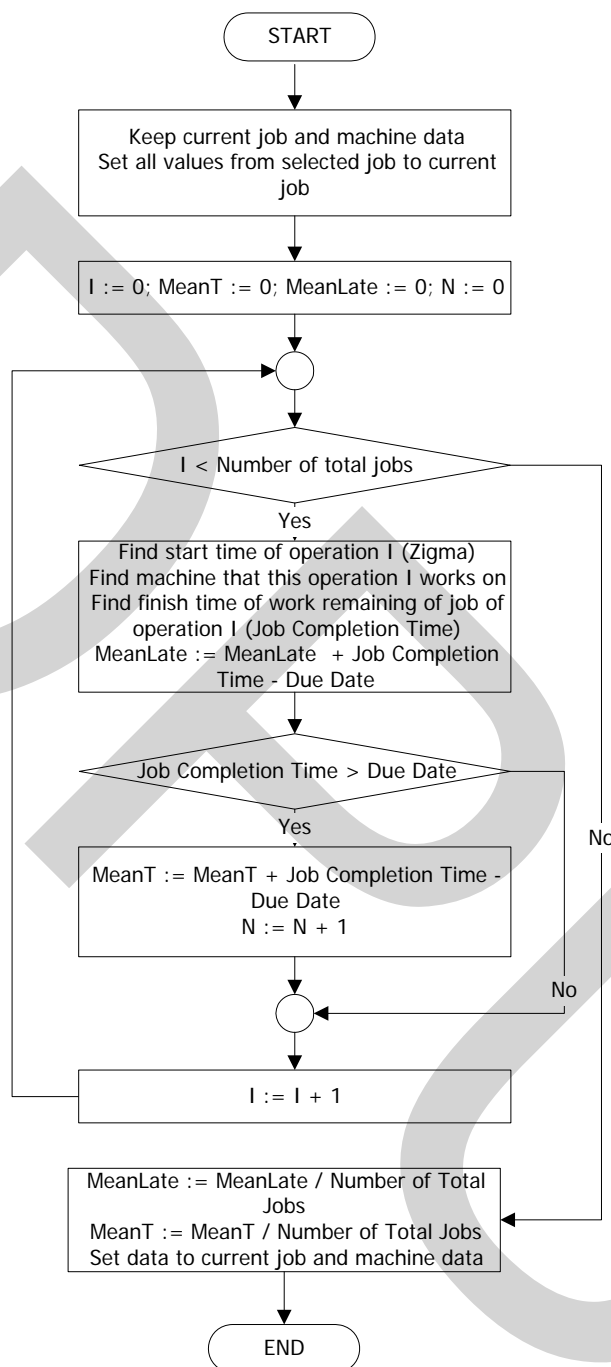 START
Keep current job and machine data
Set all values from selected job to current
job
I := 0; MeanT := 0; MeanLate := 0; N := 0
I < Number of total jobs
Yes
Find start time of operation I (Zigma)
Find machine that this operation I works on
Find finish time of work remaining of job of
operation I (Job Completion Time)
MeanLate := MeanLate + Job Completion
Time - Due Date
Job Completion Time > Due Date
Yes
No
MeanT := MeanT + Job Completion Time -
Due Date
N := N + 1
No
I := I + 1
MeanLate := MeanLate / Number of Total
Jobs
MeanT := MeanT / Number of Total Jobs
Set data to current job and machine data
END